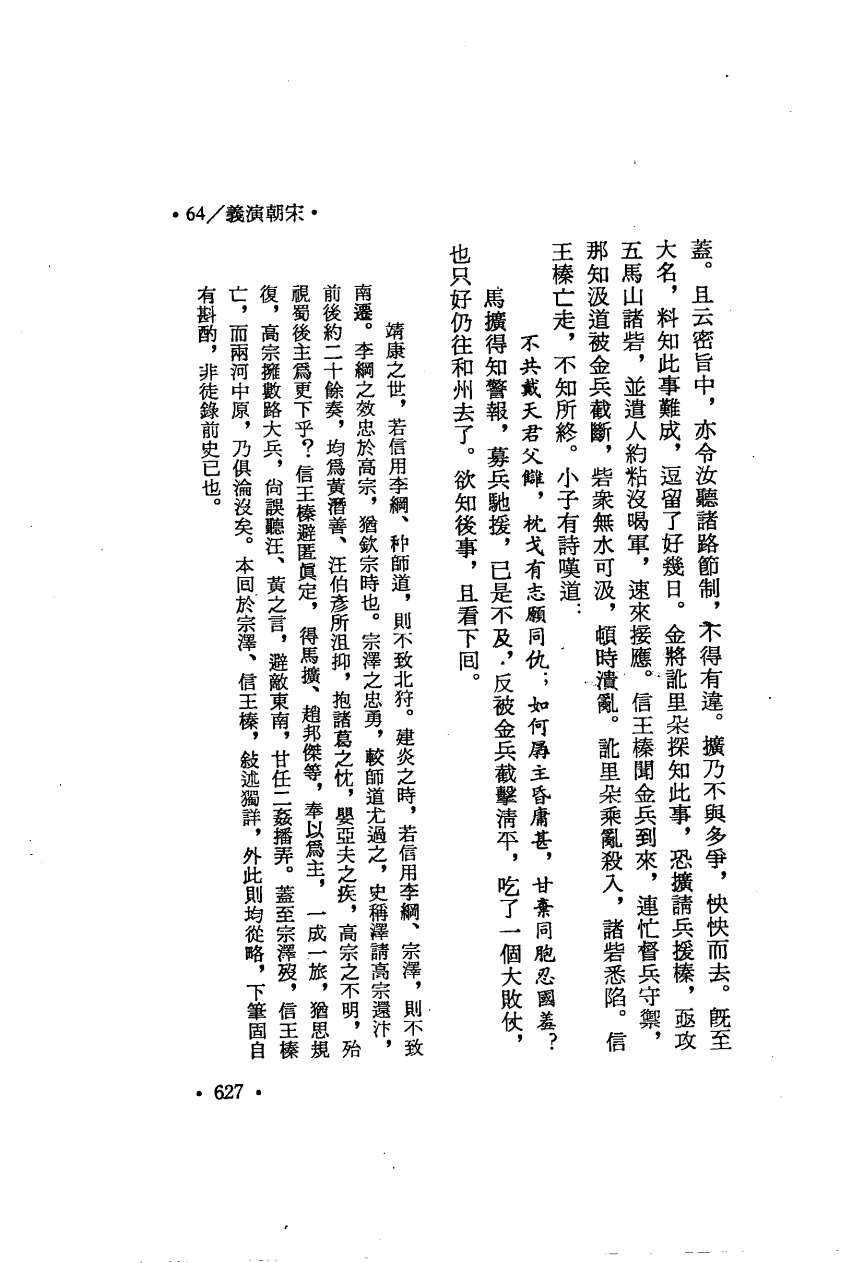 •64/義演朝宋•
蓋。且云密旨中，亦令汝聽諸路節制，不得有違。擴乃不與多爭，怏怏而去。旣至
大名，料知此事難成，逗留了好幾日。金將訛里朵探知此事，恐擴請兵援榛，亟攻
五馬山諸砦，並遣人約粘沒喝軍，速來接應。信王榛聞金兵到來，連忙督兵守禦，
那知汲道被金兵截斷，砦衆無水可汲，頓時潰亂。訛里朵乘亂殺入，諸砦悉陷。信
王榛亡走，不知所終。小子有詩嘆道：
不共戴天君父讎，枕戈有志願同仇；如何孱主昏庸甚，甘棄同胞忍國羞？
馬擴得知警報，募兵馳援，已是不及，反被金兵截擊淸平，吃了一個大敗仗，
也只好仍往和州去了。欲知後事，且看下回。
靖康之世，若信用李綱、种師道，則不致北狩。建炎之時，若信用李綱、宗澤，則不致
南遷。李綱之效忠於高宗，猶欽宗時也。宗澤之忠勇，較師道尤過之，史稱澤請高宗還汴，
前後約二十餘奏，均爲黃潛善、汪伯彥所沮抑，抱諸葛之忱，嬰亞夫之疾，高宗之不明，殆
視蜀後主爲更下乎？信王榛避匿眞定，得馬擴、趙邦傑等，奉以爲主，一成一旅，猶思規
復，高宗擁數路大兵，尙誤聽汪、黃之言，避敵東南，甘任二姦播弄。蓋至宗澤歿，信王榛
亡，而兩河中原，乃俱淪沒矣。本回於宗澤、信王榛，敍述獨詳，外此則均從略，下筆固自
有斟酌，非徒錄前史已也。
•627•